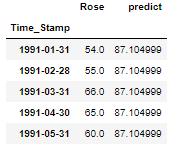 Rose predict
Time_Stamp
1991-01-31 54.0 87.104999
1991-02-28 55.0 87.104999
1991-03-31 66.0 87.104999
1991-04-30 65.0 87.104999
1991-05-31 60.0 87.104999